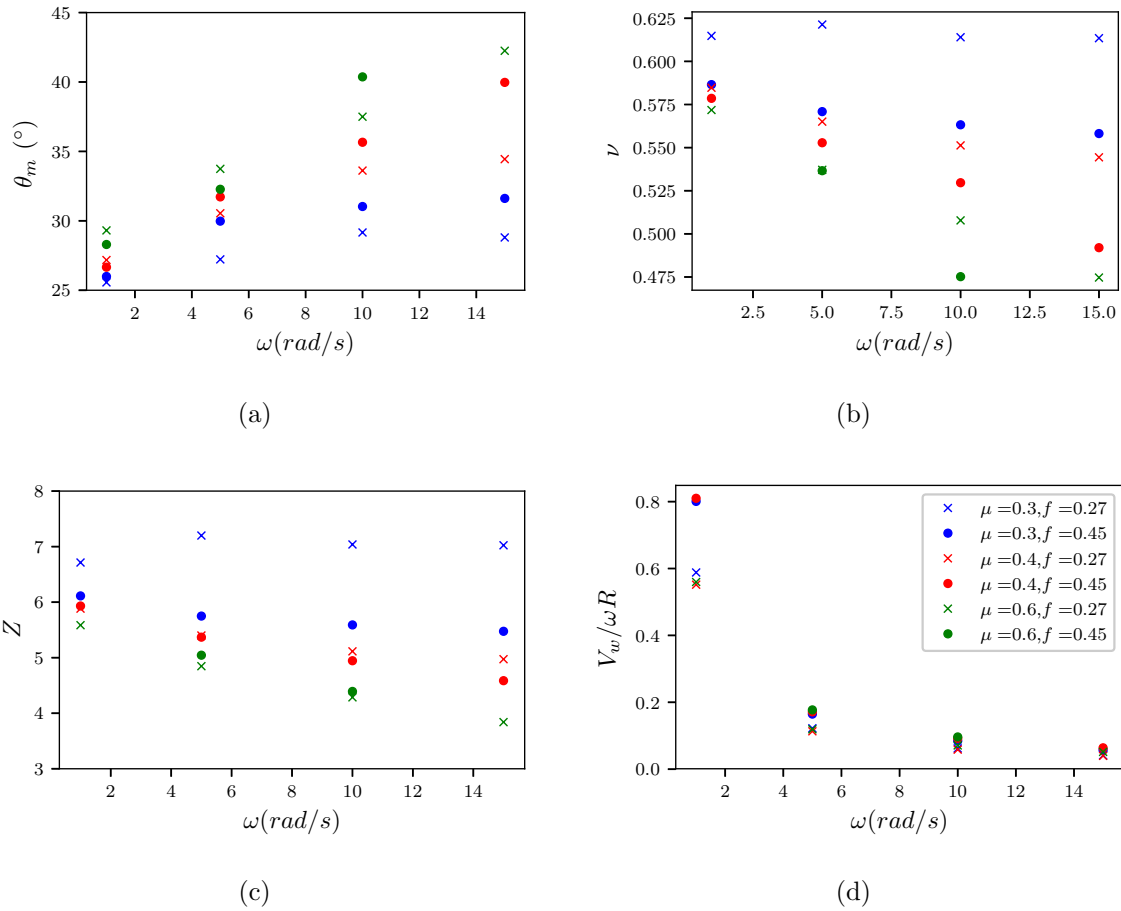 45
40
35
30
25
θ_m (°)
2 4 6 8 10 12 14
ω(rad/s)
(a)
0.625
0.600
0.575
0.550
0.525
0.500
0.475
ν
2.5 5.0 7.5 10.0 12.5 15.0
ω(rad/s)
(b)
8
7
6
5
4
3
Z
2 4 6 8 10 12 14
ω(rad/s)
(c)
0.8
0.6
0.4
0.2
0.0
V_w/ωR
μ =0.3,f =0.27
μ =0.3,f =0.45
μ =0.4,f =0.27
μ =0.4,f =0.45
μ =0.6,f =0.27
μ =0.6,f =0.45
2 4 6 8 10 12 14
ω(rad/s)
(d)